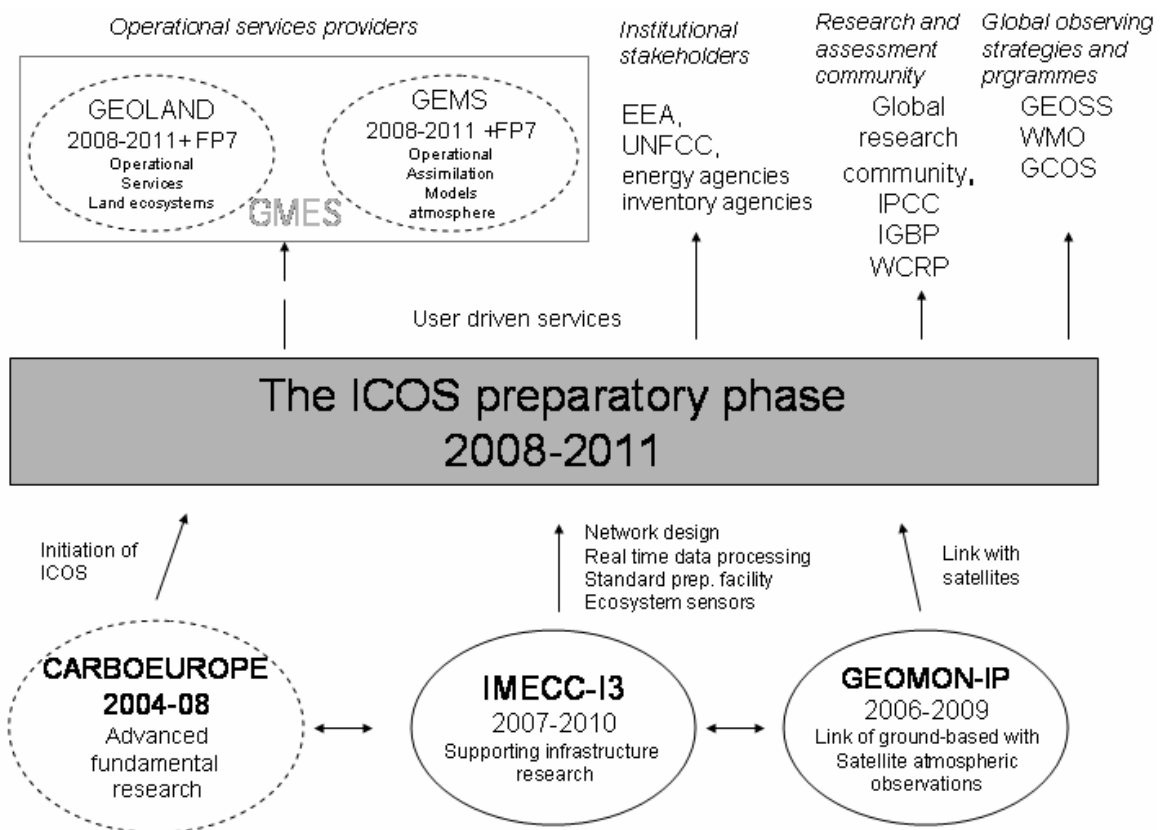 Operational services providers
GEOLAND
2008-2011+ FP7
Operational
Services
Land ecosystems
GEMS
2008-2011 +FP7
Operational
Assimilation
Models
atmosphere
GMES
Institutional
stakeholders
EEA,
UNFCC,
energy agencies
inventory agencies
Research and
assessment
community
Global
research
community,
IPCC
IGBP
WCRP
Global observing
strategies and
prgrammes
GEOSS
WMO
GCOS
User driven services
The ICOS preparatory phase
2008-2011
Initiation of
ICOS
Network design
Real time data processing
Standard prep. facility
Ecosystem sensors
Link with
satellites
CARBOEUROPE
2004-08
Advanced
fundamental
research
IMECC-I3
2007-2010
Supporting infrastructure
research
GEOMON-IP
2006-2009
Link of ground-based with
Satellite atmospheric
observations